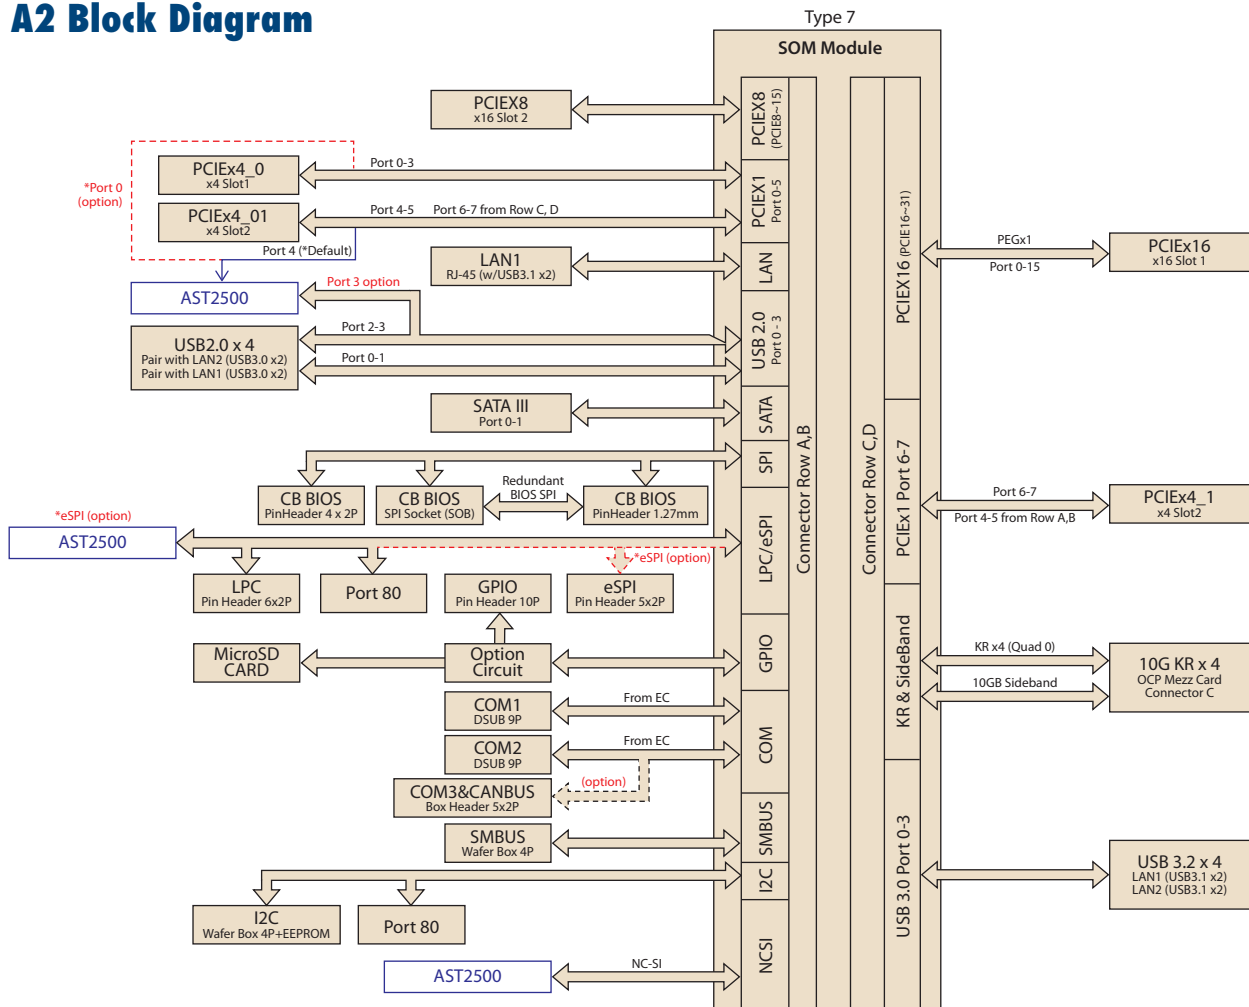 A2 Block Diagram
Type 7
SOM Module
PCIEX8
x16 Slot 2
PCIEX8
(PCIE8~15)
*Port 0
(option)
PCIEx4_0
x4 Slot1
Port 0-3
PCIEX1
Port 0-5
PCIEx4_01
x4 Slot2
Port 4-5
Port 6-7 from Row C, D
Port 4 (*Default)
LAN1
RJ-45 (w/USB3.1 x2)
LAN
AST2500
Port 3 option
USB2.0 x 4
Pair with LAN2 (USB3.0 x2)
Pair with LAN1 (USB3.0 x2)
Port 2-3
Port 0-1
USB 2.0
Port 0 - 3
SATA III
Port 0-1
SATA
SPI
CB BIOS
PinHeader 4 x 2P
CB BIOS
SPI Socket (SOB)
Redundant
BIOS SPI
CB BIOS
PinHeader 1.27mm
*eSPI (option)
AST2500
LPC/eSPI
*eSPI (option)
LPC
Pin Header 6x2P
Port 80
GPIO
Pin Header 10P
eSPI
Pin Header 5x2P
MicroSD
CARD
Option
Circuit
GPIO
COM1
DSUB 9P
From EC
COM2
DSUB 9P
From EC
COM
(option)
COM3&CANBUS
Box Header 5x2P
SMBUS
Wafer Box 4P
SMBUS
I2C
I2C
Wafer Box 4P+EEPROM
Port 80
AST2500
NC-SI
NCSI
Connector Row A,B
Connector Row C,D
PCIEX16 (PCIE16~31)
PEGx1
Port 0-15
PCIEx16
x16 Slot 1
PCIEx1 Port 6-7
Port 6-7
Port 4-5 from Row A,B
PCIEx4_1
x4 Slot2
KR & SideBand
KR x4 (Quad 0)
10GB Sideband
10G KR x 4
OCP Mezz Card
Connector C
USB 3.0 Port 0-3
USB 3.2 x 4
LAN1 (USB3.1 x2)
LAN2 (USB3.1 x2)